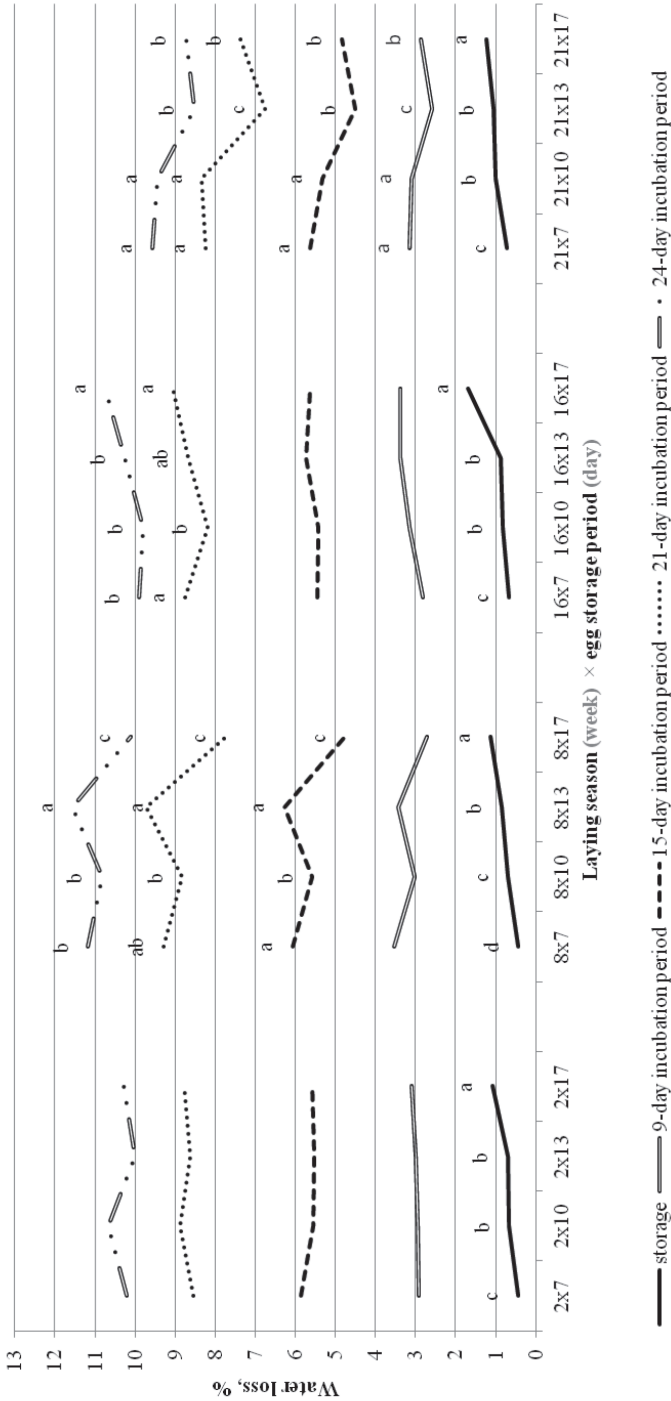 Water loss, %
13
12
11
10
9
8
7
6
5
4
3
2
1
0
b b a c b b b a a a b b
ab b a c a b ab a a a c b
a b a c a a b
a a c b
c b b a d c b a c b b a c b b a
2x7 2x10 2x13 2x17 8x7 8x10 8x13 8x17 16x7 16x10 16x13 16x17 21x7 21x10 21x13 21x17
Laying season (week) × egg storage period (day)
storage 9-day incubation period 15-day incubation period 21-day incubation period 24-day incubation period